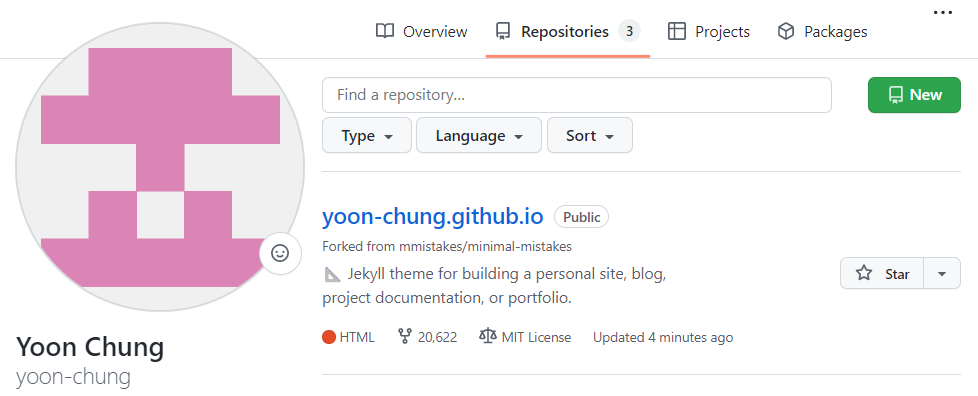 Overview Repositories 3 Projects Packages
Find a repository...
New
Type Language Sort
yoon-chung.github.io Public
Forked from mmistakes/minimal-mistakes
Jekyll theme for building a personal site, blog,
project documentation, or portfolio.
Star
HTML 20,622 MIT License Updated 4 minutes ago
Yoon Chung
yoon-chung